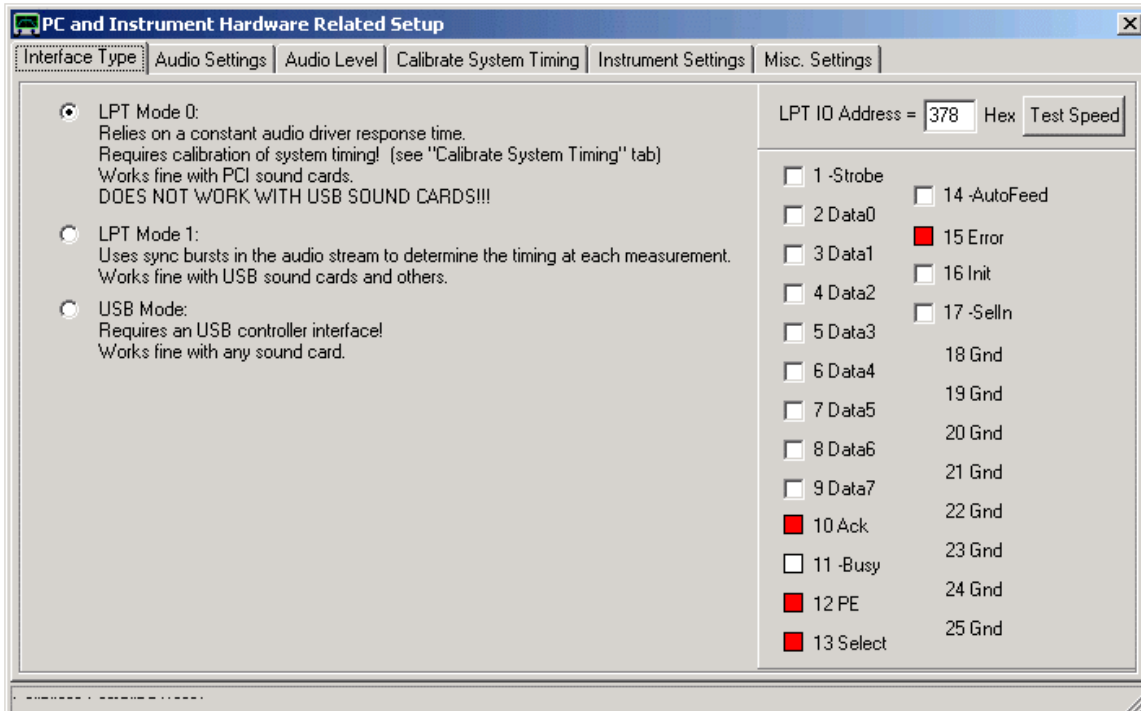 PC and Instrument Hardware Related Setup
Interface Type Audio Settings Audio Level Calibrate System Timing Instrument Settings Misc. Settings
LPT Mode 0:
Relies on a constant audio driver response time.
Requires calibration of system timing! (see "Calibrate System Timing" tab)
Works fine with PCI sound cards.
DOES NOT WORK WITH USB SOUND CARDS!!!
LPT Mode 1:
Uses sync bursts in the audio stream to determine the timing at each measurement.
Works fine with USB sound cards and others.
USB Mode:
Requires an USB controller interface!
Works fine with any sound card.
LPT IO Address = 378 Hex Test Speed
1 -Strobe
2 Data0
3 Data1
4 Data2
5 Data3
6 Data4
7 Data5
8 Data6
9 Data7
10 Ack
11 -Busy
12 PE
13 Select
14 -AutoFeed
15 Error
16 Init
17 -SelIn
18 Gnd
19 Gnd
20 Gnd
21 Gnd
22 Gnd
23 Gnd
24 Gnd
25 Gnd